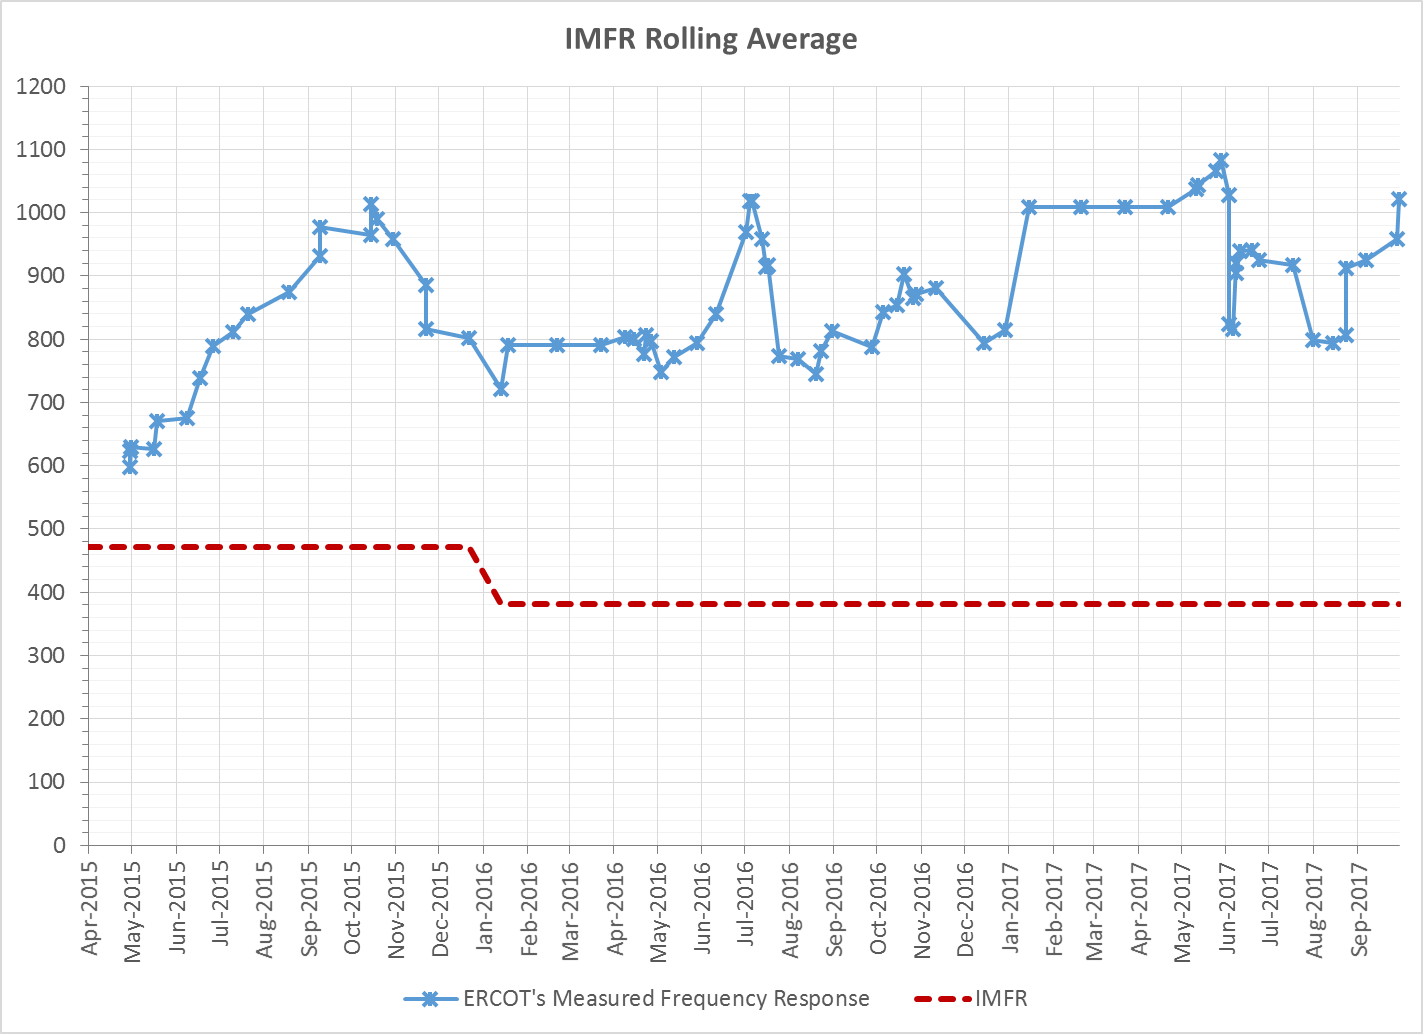 IMFR Rolling Average
1200
1100
1000
900
800
700
600
500
400
300
200
100
0
Apr-2015
May-2015
Jun-2015
Jul-2015
Aug-2015
Sep-2015
Oct-2015
Nov-2015
Dec-2015
Jan-2016
Feb-2016
Mar-2016
Apr-2016
May-2016
Jun-2016
Jul-2016
Aug-2016
Sep-2016
Oct-2016
Nov-2016
Dec-2016
Jan-2017
Feb-2017
Mar-2017
Apr-2017
May-2017
Jun-2017
Jul-2017
Aug-2017
Sep-2017
ERCOT's Measured Frequency Response
IMFR